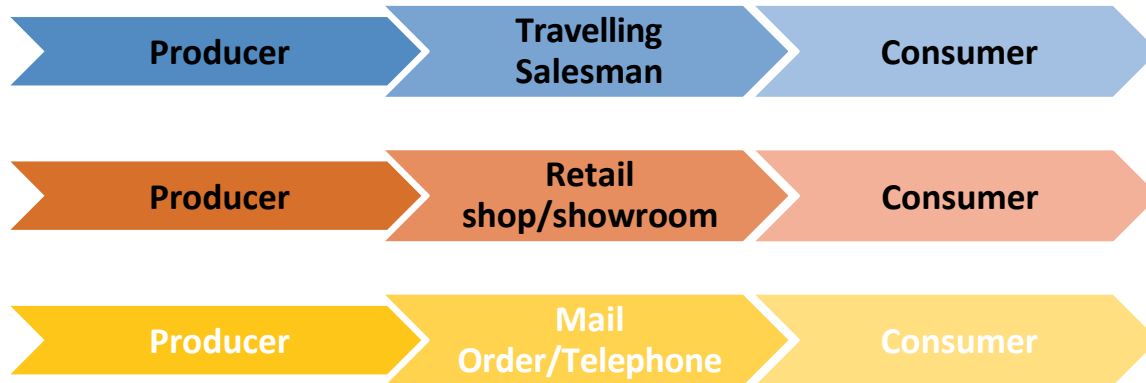 Producer
Travelling
Salesman
Consumer
Producer
Retail
shop/showroom
Consumer
Producer
Mail
Order/Telephone
Consumer